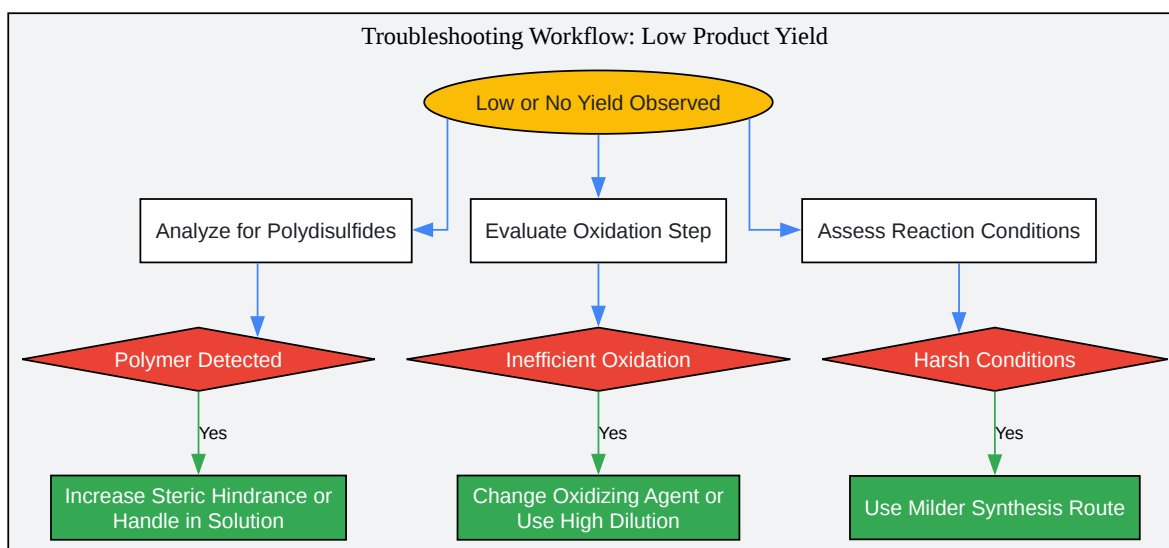 Troubleshooting Workflow: Low Product Yield
Low or No Yield Observed
Analyze for Polydisulfides
Evaluate Oxidation Step
Assess Reaction Conditions
Polymer Detected
Inefficient Oxidation
Harsh Conditions
Yes
Yes
Yes
Increase Steric Hindrance or
Handle in Solution
Change Oxidizing Agent or
Use High Dilution
Use Milder Synthesis Route